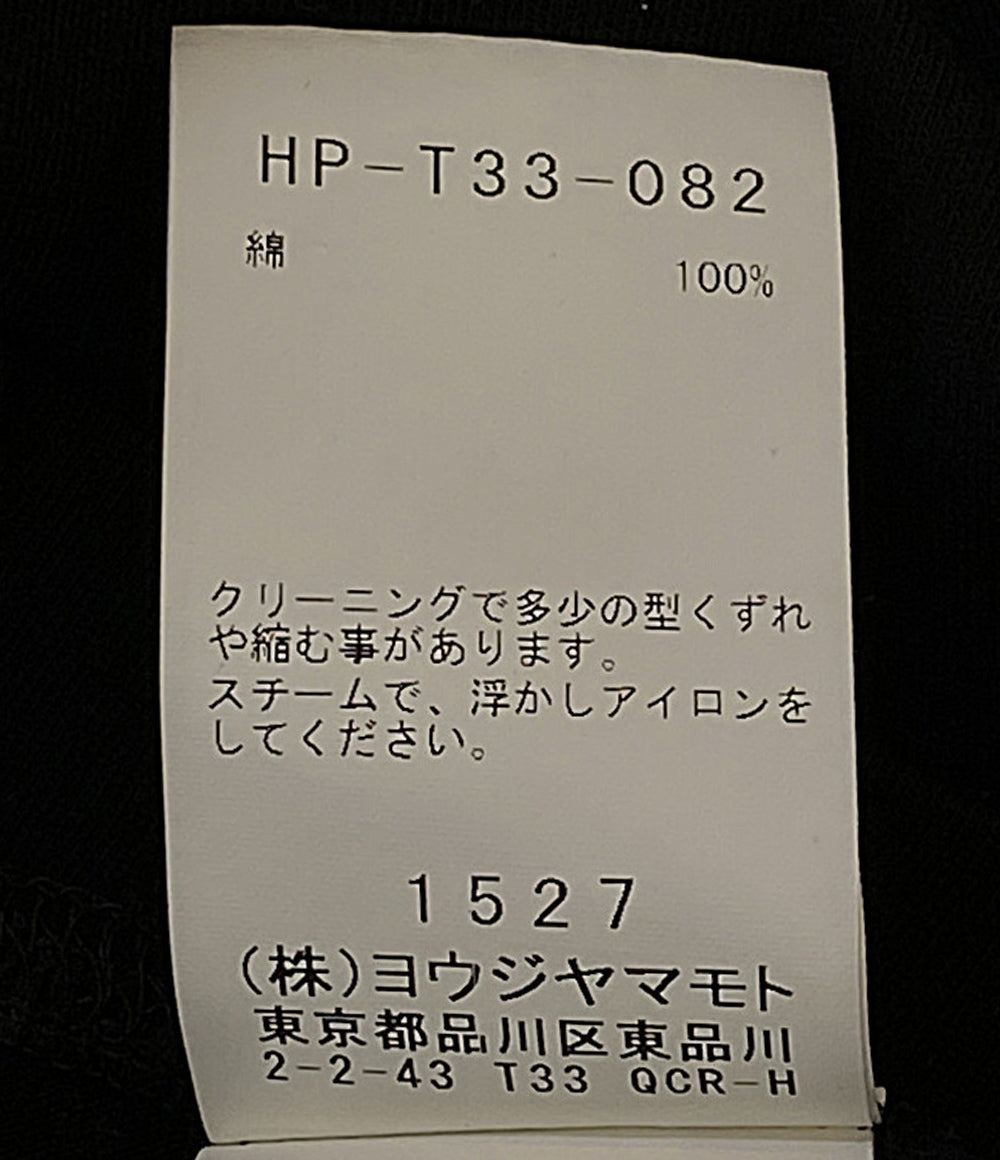 HP-T33-082
綿 100%
クリーニングで多少の型くずれ
や縮む事があります。
スチームで、浮かしアイロンを
してください。
1527
(株)ヨウジヤマモト
東京都品川区東品川
2-2-43 T33 QCR-H